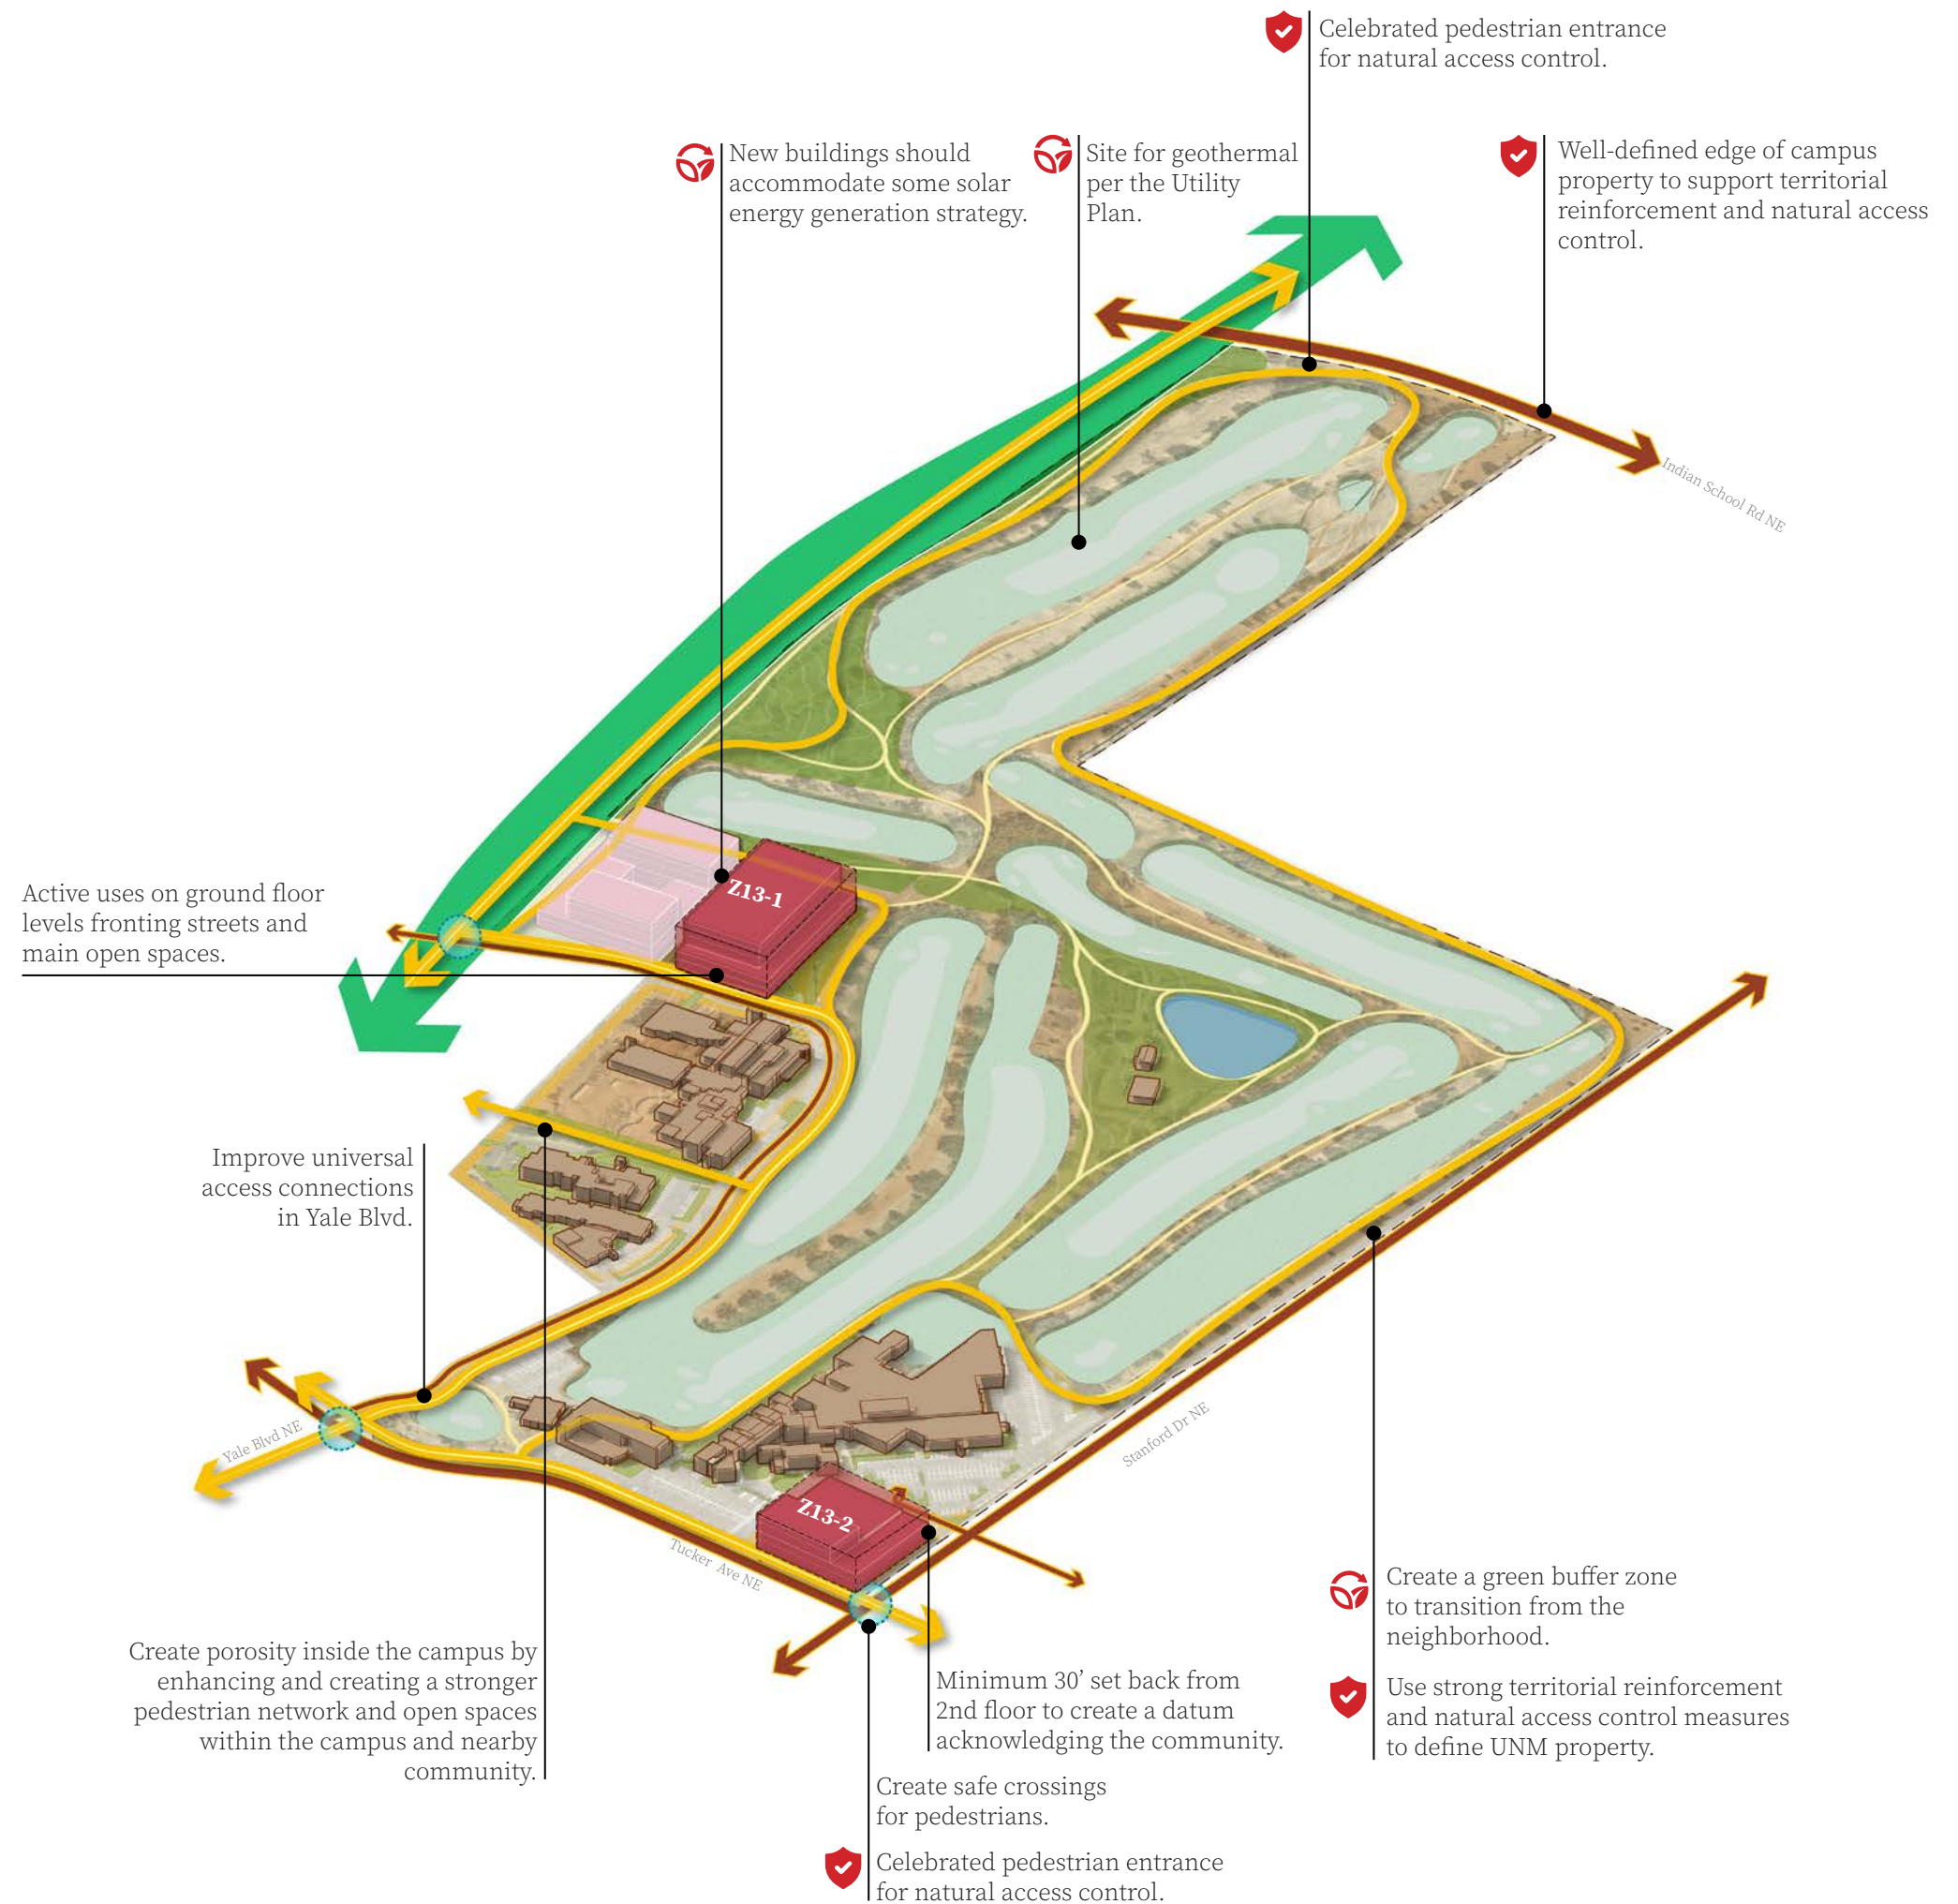 Celebrated pedestrian entrance
for natural access control.
New buildings should
accommodate some solar
energy generation strategy.
Site for geothermal
per the Utility
Plan.
Well-defined edge of campus
property to support territorial
reinforcement and natural access
control.
Indian School Rd NE
Active uses on ground floor
levels fronting streets and
main open spaces.
Z13-1
Improve universal
access connections
in Yale Blvd.
Yale Blvd NE
Stanford Dr NE
Z13-2
Tucker Ave NE
Create porosity inside the campus by
enhancing and creating a stronger
pedestrian network and open spaces
within the campus and nearby
community.
Minimum 30’ set back from
2nd floor to create a datum
acknowledging the community.
Create a green buffer zone
to transition from the
neighborhood.
Use strong territorial reinforcement
and natural access control measures
to define UNM property.
Create safe crossings
for pedestrians.
Celebrated pedestrian entrance
for natural access control.